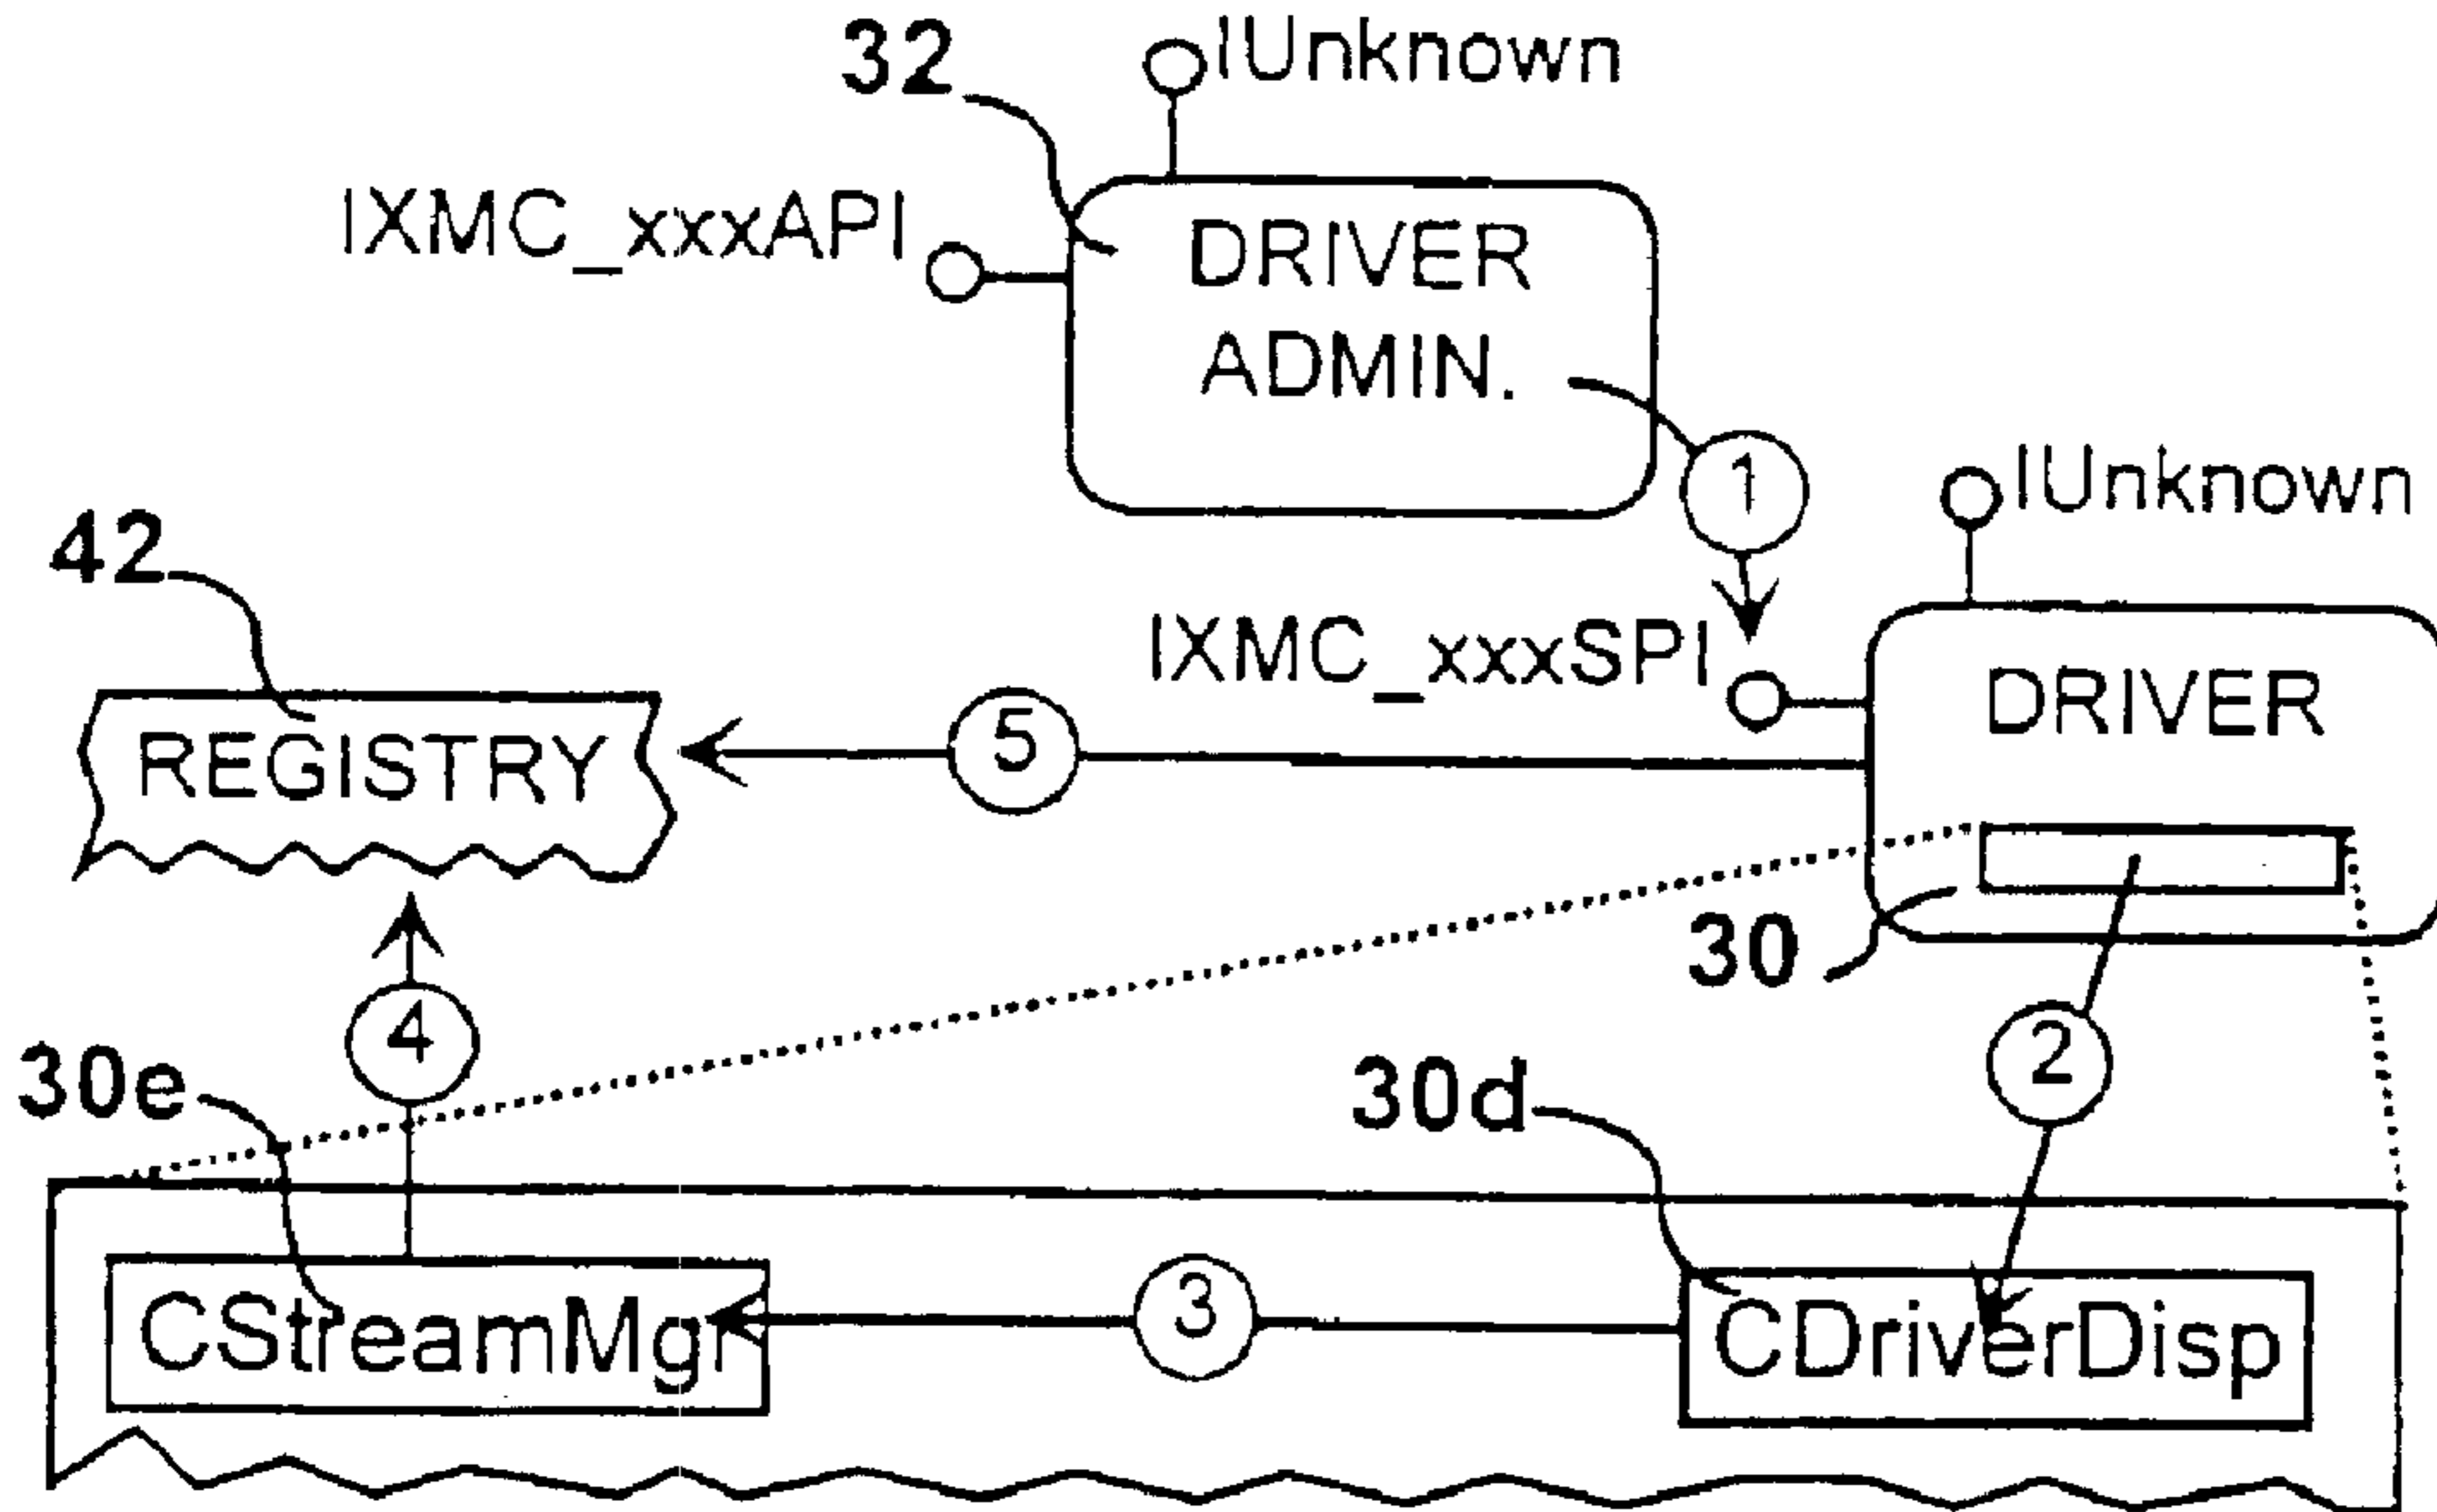 32
IUnknown
IXMC_xxxAPI
DRIVER
ADMIN.
1
IUnknown
42
IXMC_xxxSPI
DRIVER
REGISTRY
5
30
4
2
30e
30d
CStreamMgr
3
CDriverDisp